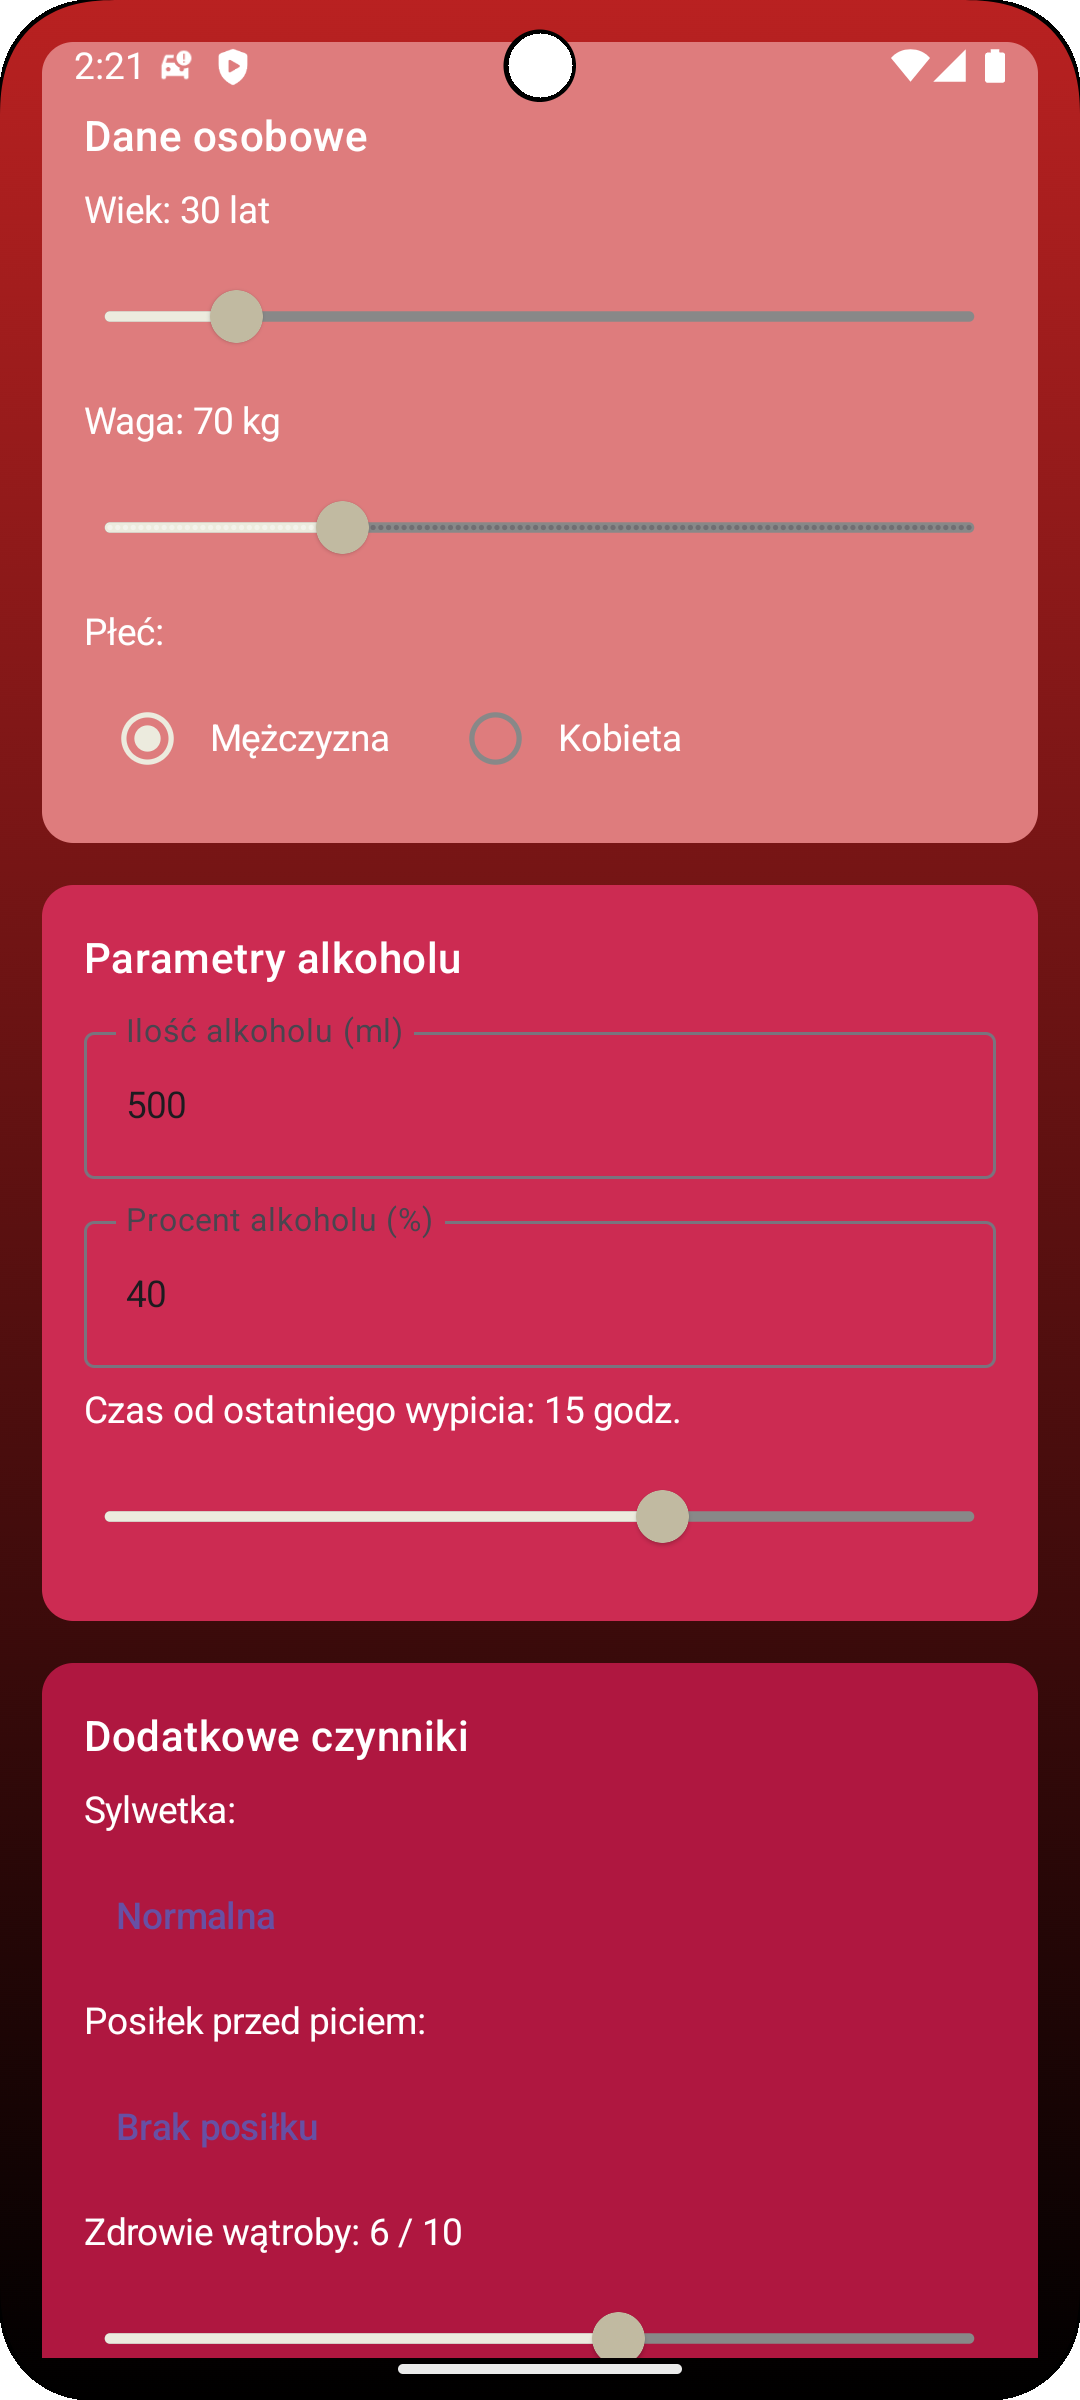 2:21
Dane osobowe
Wiek: 30 lat
Waga: 70 kg
Płeć:
Mężczyzna Kobieta
Parametry alkoholu
Ilość alkoholu (ml)
500
Procent alkoholu (%)
40
Czas od ostatniego wypicia: 15 godz.
Dodatkowe czynniki
Sylwetka:
Normalna
Posiłek przed piciem:
Brak posiłku
Zdrowie wątroby: 6 / 10